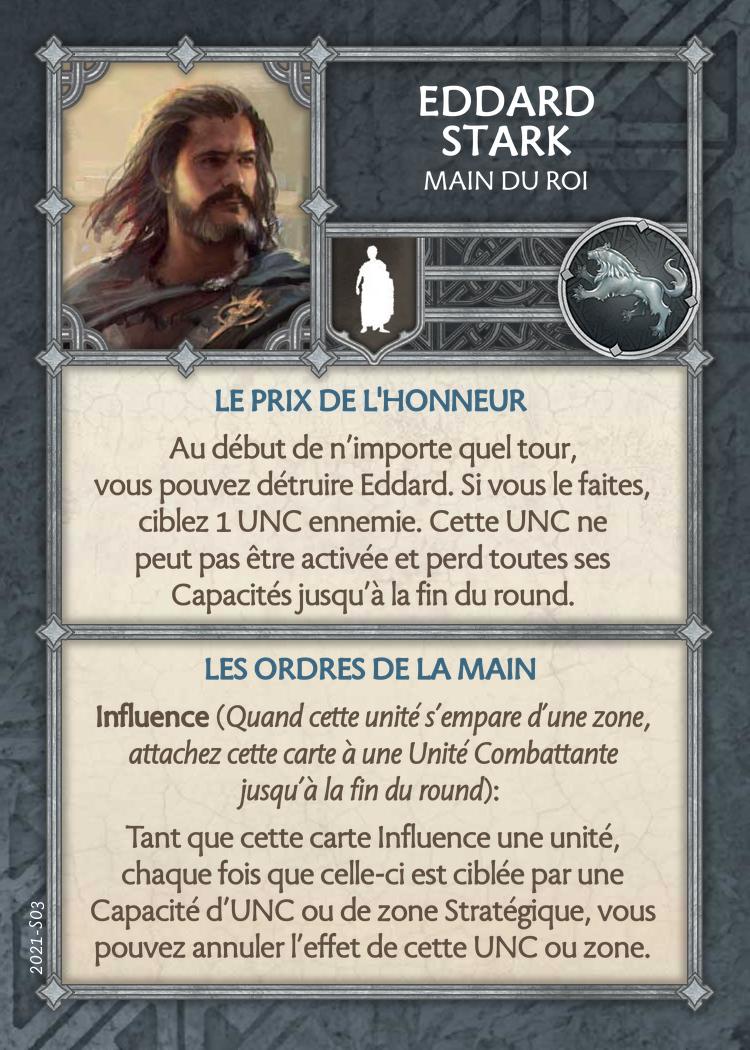 EDDARD
STARK
MAIN DU ROI
LE PRIX DE L'HONNEUR
Au début de n’importe quel tour,
vous pouvez détruire Eddard. Si vous le faites,
ciblez 1 UNC ennemie. Cette UNC ne
peut pas être activée et perd toutes ses
Capacités jusqu’à la fin du round.
LES ORDRES DE LA MAIN
Influence (Quand cette unité s’empare d’une zone,
attachez cette carte à une Unité Combattante
jusqu’à la fin du round):
Tant que cette carte Influence une unité,
chaque fois que celle-ci est ciblée par une
Capacité d’UNC ou de zone Stratégique, vous
pouvez annuler l’effet de cette UNC ou zone.
2021-S03